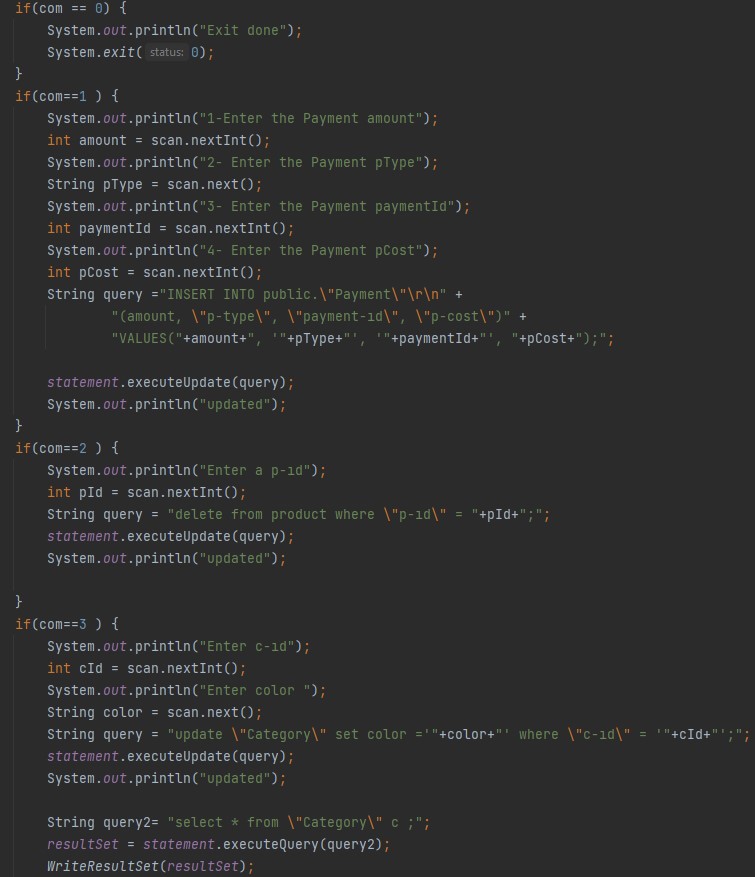 if(com == 0) {
System.out.println("Exit done");
System.exit( status: 0);
}
if(com==1 ) {
System.out.println("1-Enter the Payment amount");
int amount = scan.nextInt();
System.out.println("2- Enter the Payment pType");
String pType = scan.next();
System.out.println("3- Enter the Payment paymentId");
int paymentId = scan.nextInt();
System.out.println("4- Enter the Payment pCost");
int pCost = scan.nextInt();
String query ="INSERT INTO public.\"Payment\"\r\n" +
"(amount, \"p-type\", \"payment-ıd\", \"p-cost\")" +
"VALUES("+amount+", '"+pType+"', '"+paymentId+"', "+pCost+");";
statement.executeUpdate(query);
System.out.println("updated");
}
if(com==2 ) {
System.out.println("Enter a p-ıd");
int pId = scan.nextInt();
String query = "delete from product where \"p-ıd\" = "+pId+";";
statement.executeUpdate(query);
System.out.println("updated");
}
if(com==3 ) {
System.out.println("Enter c-ıd");
int cId = scan.nextInt();
System.out.println("Enter color ");
String color = scan.next();
String query = "update \"Category\" set color ='"+color+"' where \"c-ıd\" = '"+cId+"';";
statement.executeUpdate(query);
System.out.println("updated");
String query2= "select * from \"Category\" c ;";
resultSet = statement.executeQuery(query2);
WriteResultSet(resultSet);